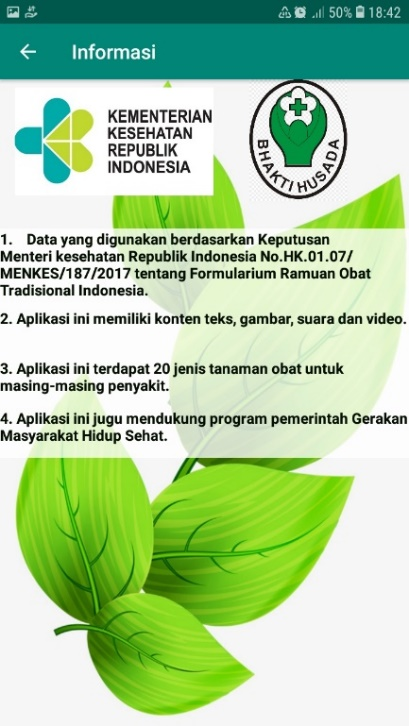 50% 18:42
Informasi
KEMENTERIAN
KESEHATAN
REPUBLIK
INDONESIA
BHAKTI HUSADA
1. Data yang digunakan berdasarkan Keputusan
Menteri kesehatan Republik Indonesia No.HK.01.07/
MENKES/187/2017 tentang Formularium Ramuan Obat
Tradisional Indonesia.
2. Aplikasi ini memiliki konten teks, gambar, suara dan video.
3. Aplikasi ini terdapat 20 jenis tanaman obat untuk
masing-masing penyakit.
4. Aplikasi ini jugu mendukung program pemerintah Gerakan
Masyarakat Hidup Sehat.